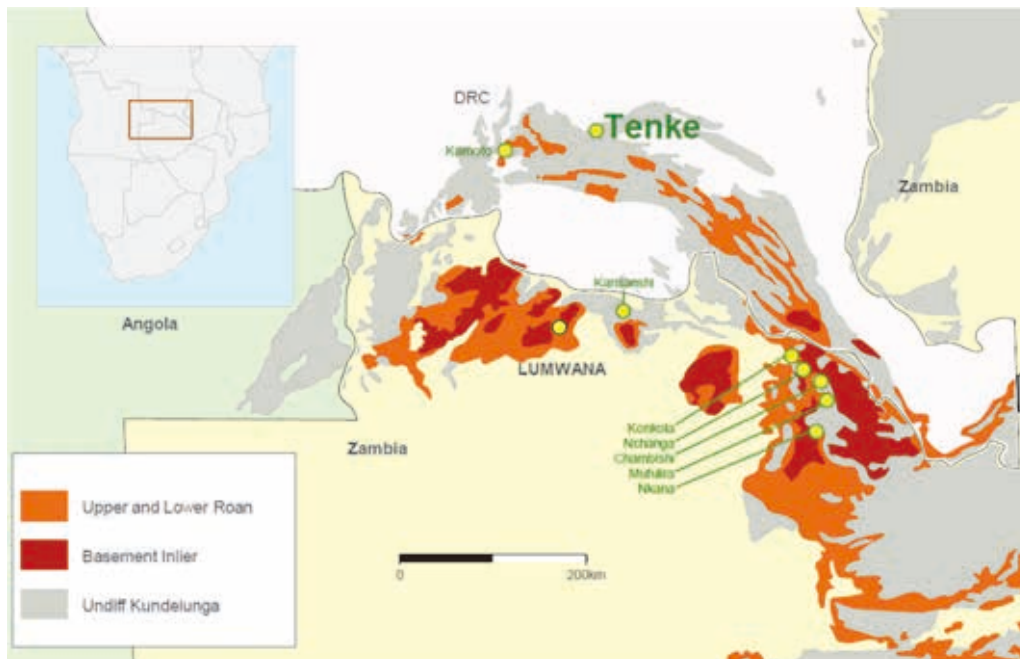 DRC
Tenke
Kamoto
Zambia
Kansanshi
Angola
LUMWANA
Konkola
Nchanga
Chambishi
Mufulira
Nkana
Zambia
Upper and Lower Roan
Basement Inlier
Undiff Kundelunga
0
200km